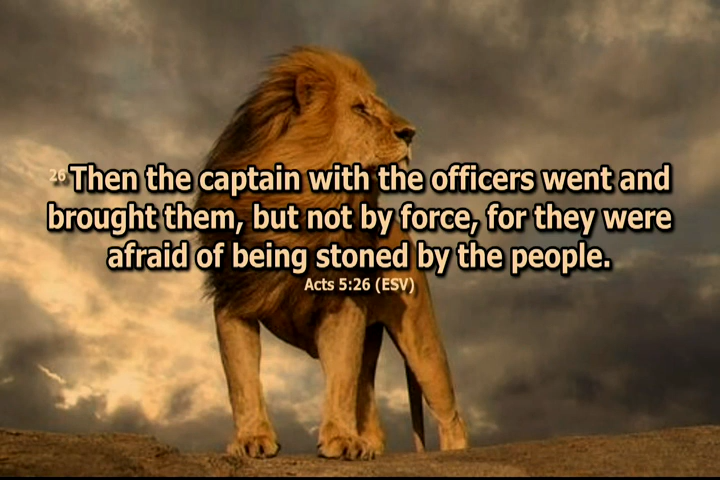 26 Then the captain with the officers went and
brought them, but not by force, for they were
afraid of being stoned by the people.
Acts 5:26 (ESV)